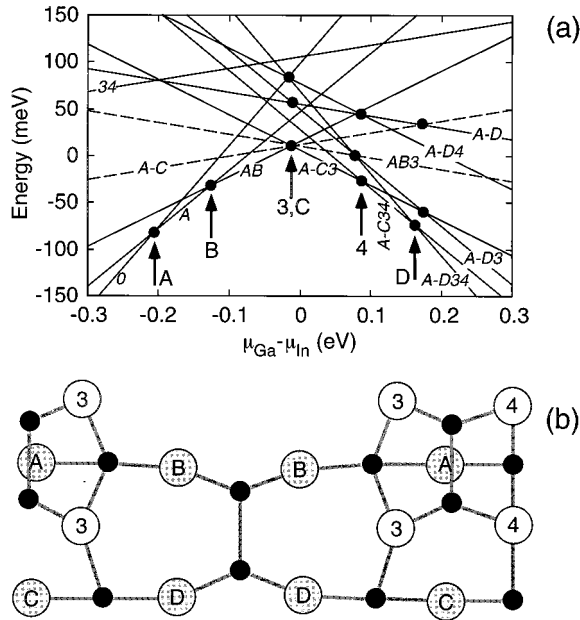 (a)
150
100
50
0
-50
-100
-150
Energy (meV)
34
A-C
AB
A
0
A-C3
3,C
A-C34
AB3
A-D
A-D4
A-D3
A-D34
A
B
4
D
-0.3 -0.2 -0.1 0 0.1 0.2 0.3
μGa-μIn (eV)
(b)
3 3 4
A B B A
3 3 4
C D D C